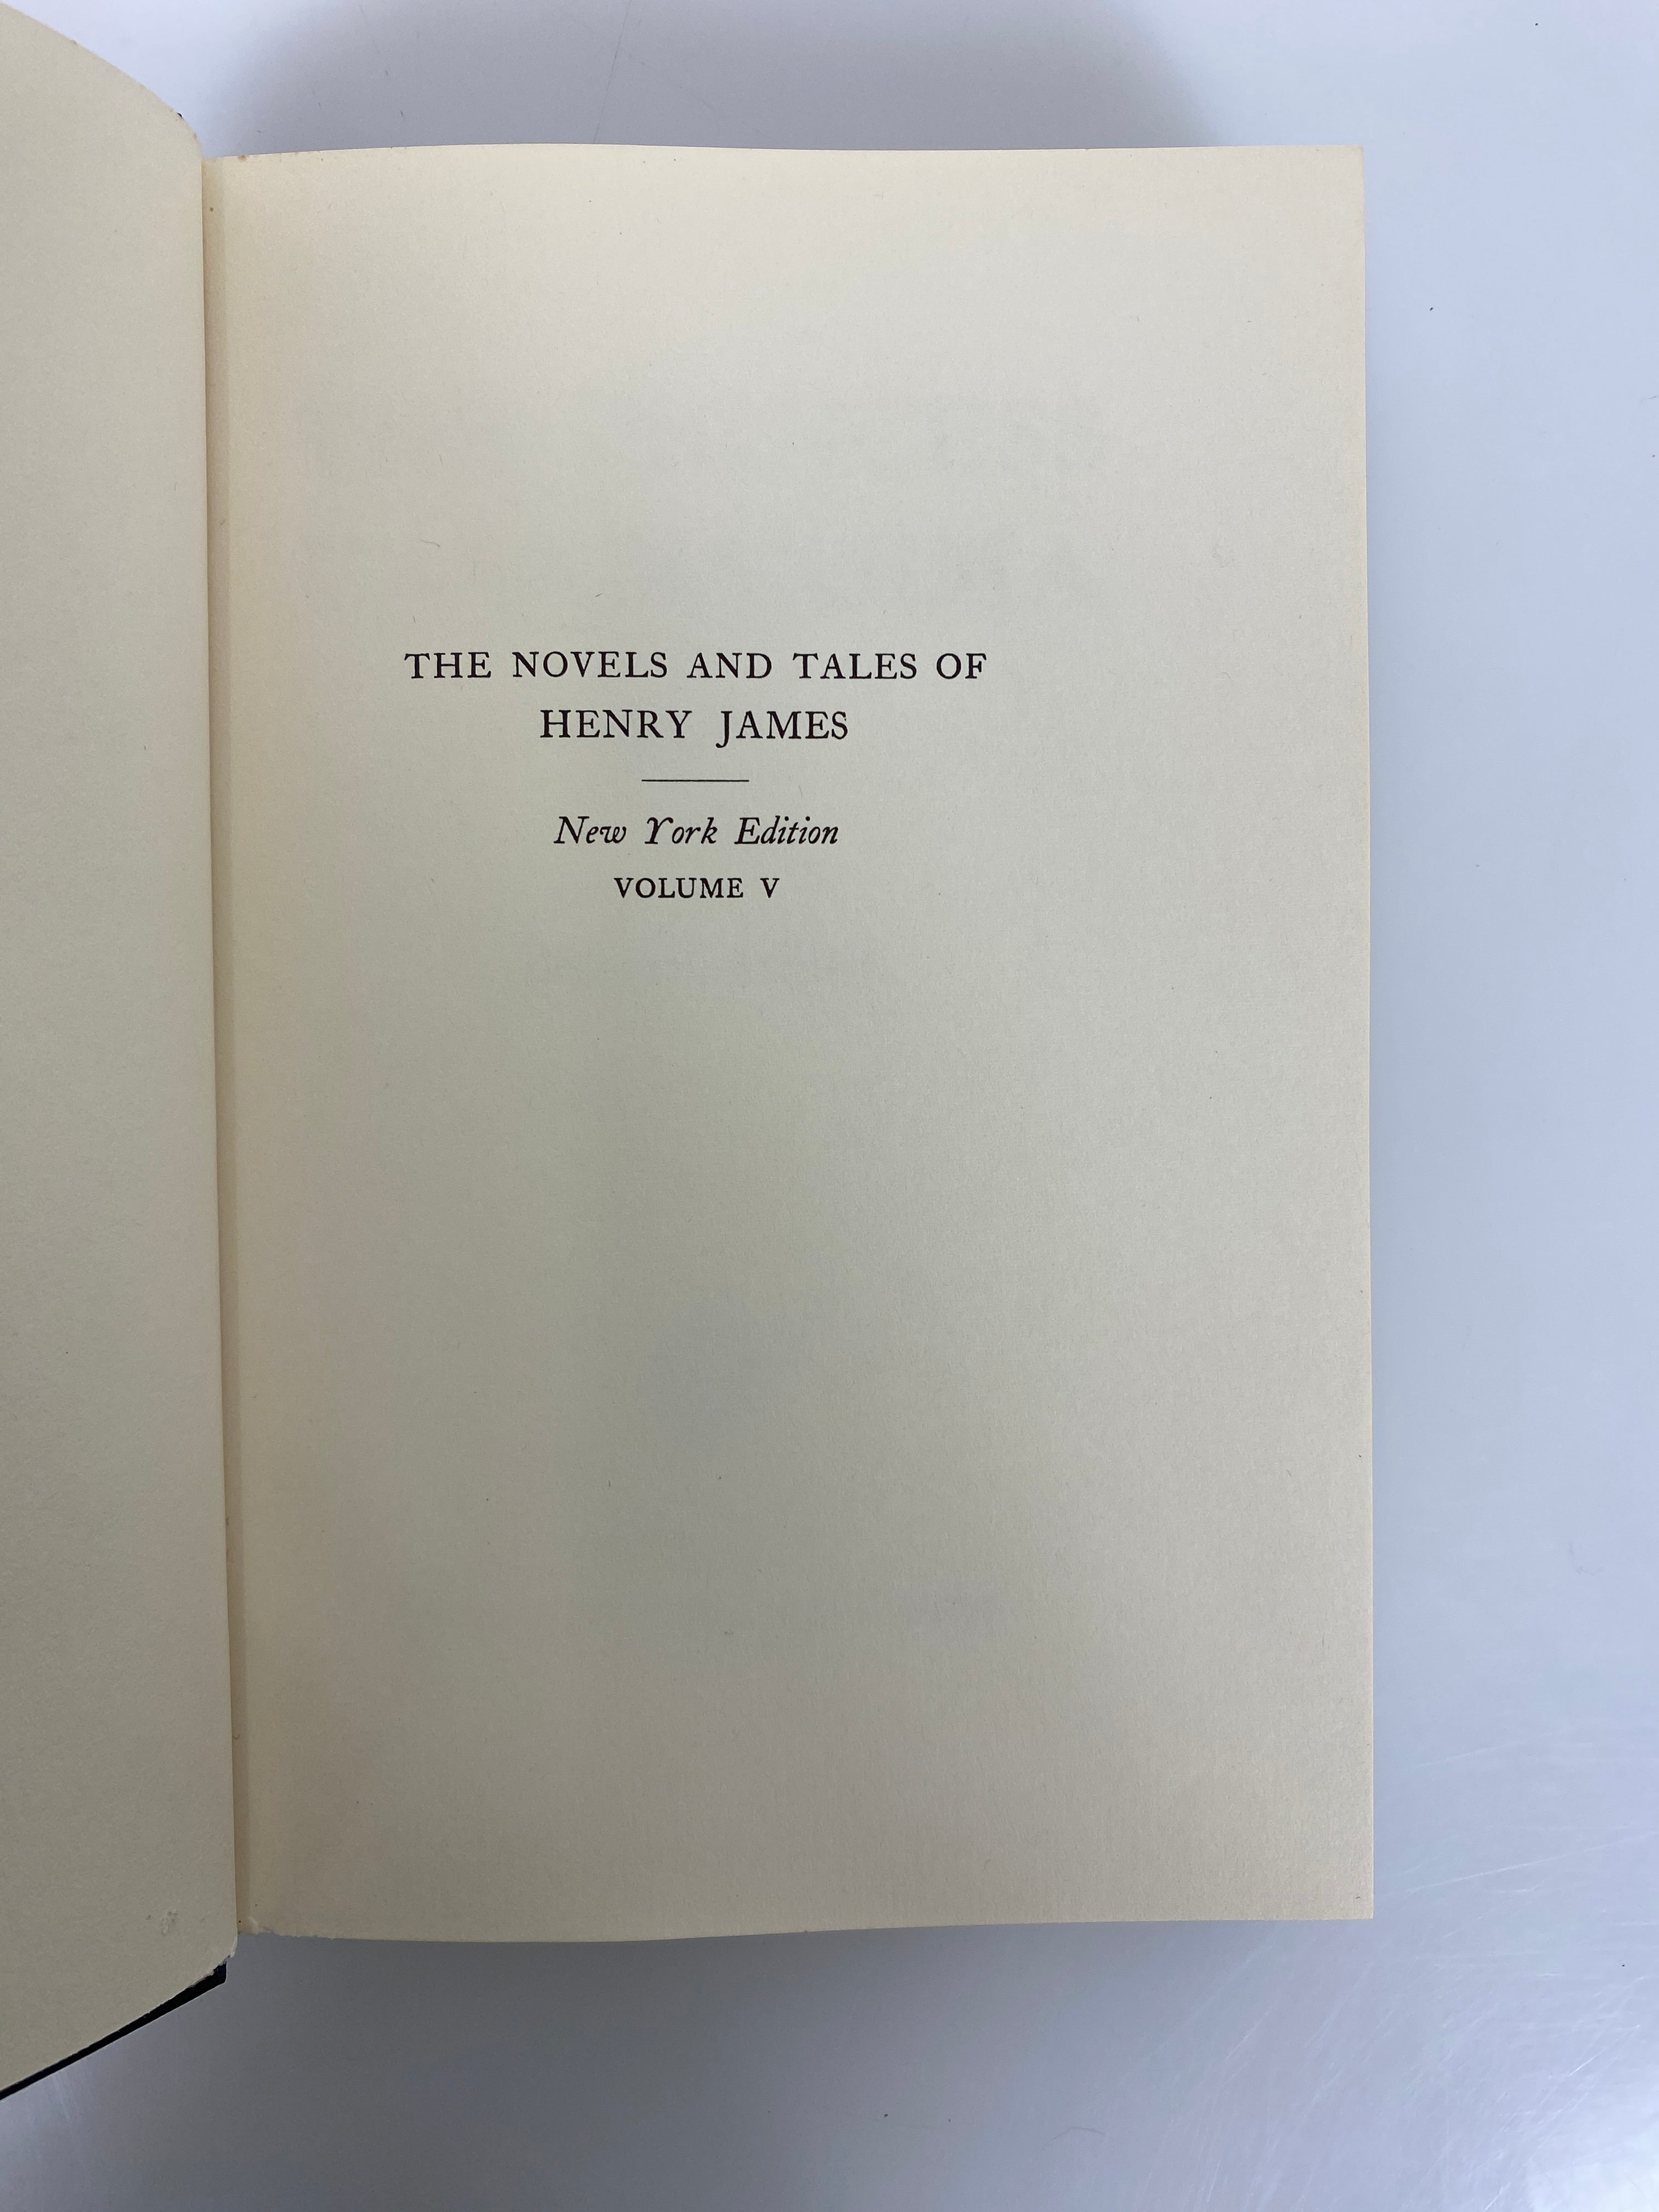 THE NOVELS AND TALES OF
HENRY JAMES
New York Edition
VOLUME V